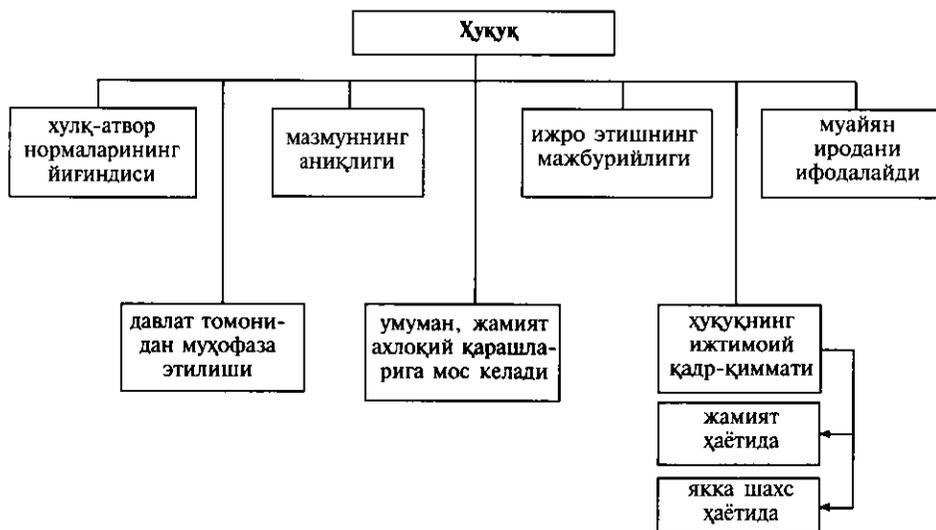 Ҳуқуқ
хулқ-атвор
нормаларининг
йиғиндиси
мазмуннинг
аниқлиги
ижро этишнинг
мажбурийлиги
муайян
иродани
ифодалайди
давлат томони-
дан муҳофаза
этилиши
умуман, жамият
ахлоқий қарашла-
рига мос келади
ҳуқуқнинг
ижтимоий
қадр-қиммати
жамият
ҳаётида
якка шахс
ҳаётида